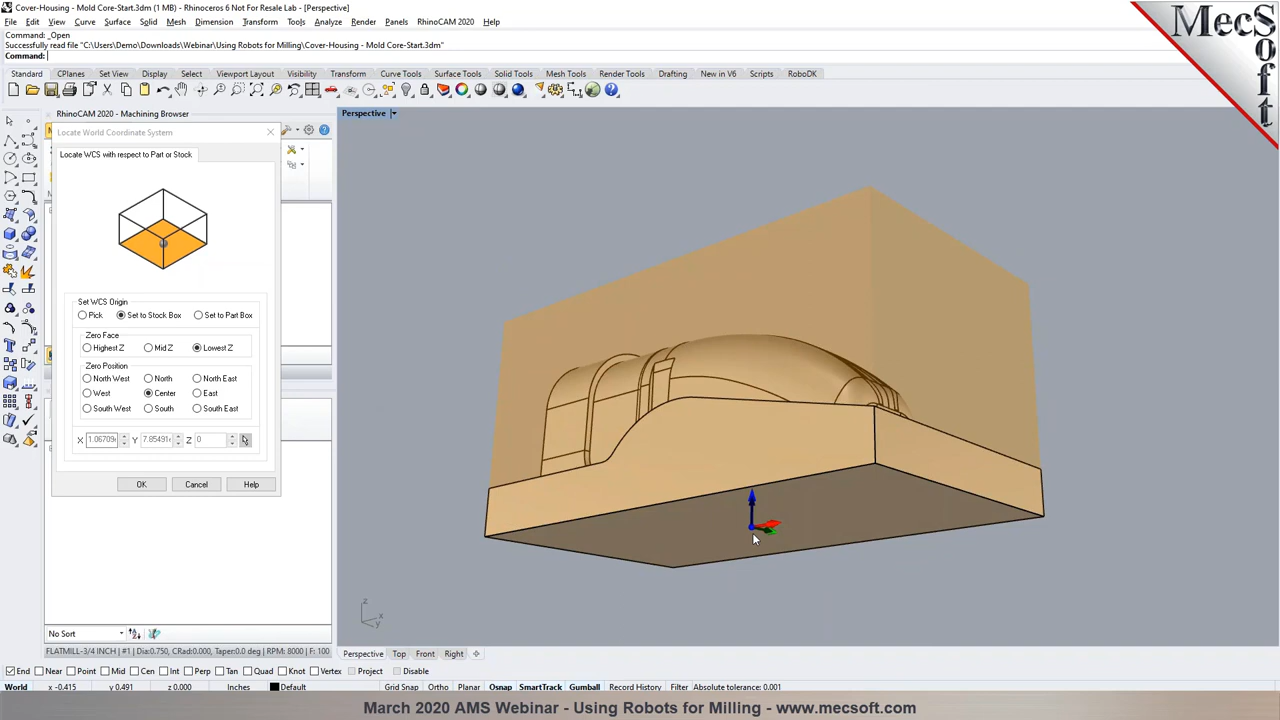 Cover-Housing - Mold Core-Start.3dm (1 MB) - Rhinoceros 6 Not For Resale Lab - [Perspective]
File Edit View Curve Surface Solid Mesh Dimension Transform Tools Analyze Render Panels RhinoCAM 2020 Help
Command: _Open
Successfully read file "C:\Users\Demo\Downloads\Webinar\Using Robots for Milling\Cover-Housing - Mold Core-Start.3dm"
Command:
Standard CPlanes Set View Display Select Viewport Layout Visibility Transform Curve Tools Surface Tools Solid Tools Mesh Tools Render Tools Drafting New in V6 Scripts RoboDK
RhinoCAM 2020 - Machining Browser
Perspective
Locate World Coordinate System
Locate WCS with respect to Part or Stock
Set WCS Origin
Pick Set to Stock Box Set to Part Box
Zero Face
Highest Z Mid Z Lowest Z
Zero Position
North West North North East
West Center East
South West South South East
X Y Z 0
OK Cancel Help
z
x
y
No Sort
FLATMILL-3/4 INCH | #1 | Dia:0.750, CRad:0.000, Taper:0.0 deg | RPM: 8000 | F: 100
Perspective Top Front Right
End Near Point Mid Cen Int Perp Tan Quad Knot Vertex Project Disable
World x -0.415 y 0.491 z 0.000 Inches Default Grid Snap Ortho Planar Osnap SmartTrack Gumball Record History Filter Absolute tolerance: 0.001
MecSoft
March 2020 AMS Webinar - Using Robots for Milling - www.mecsoft.com